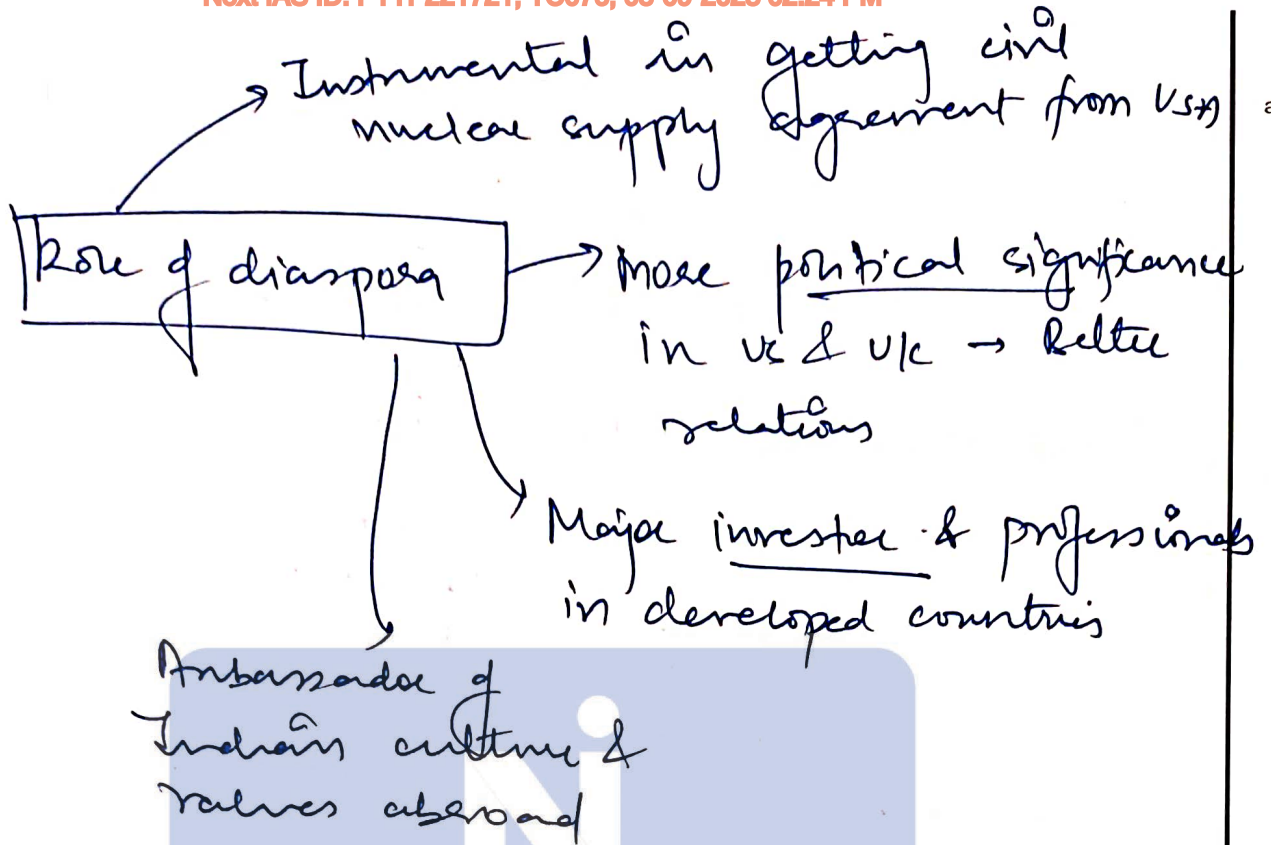 Instrumental in getting civil
nuclear supply agreement from USA
Role of diaspora
More political significance
in US & UK → Better
relations
Major investor & professionals
in developed countries
Ambassador of
Indian culture &
values abroad